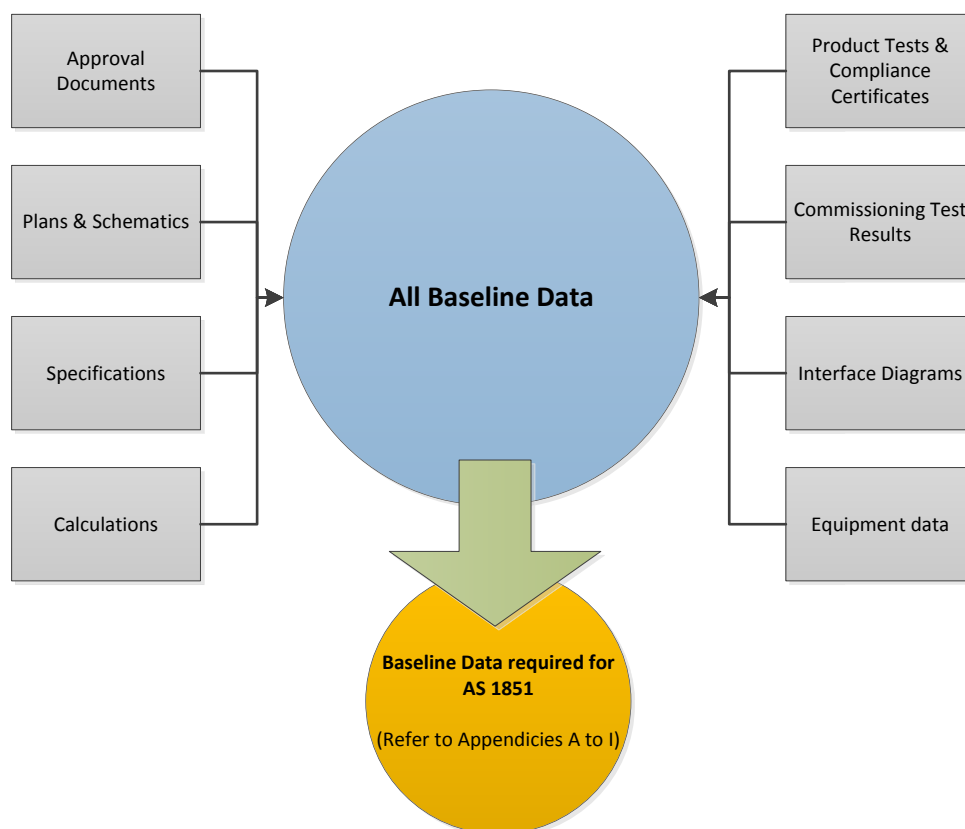 Approval
Documents
Plans & Schematics
Specifications
Calculations
All Baseline Data
Product Tests &
Compliance
Certificates
Commissioning Test
Results
Interface Diagrams
Equipment data
Baseline Data required for
AS 1851
(Refer to Appendicies A to I)